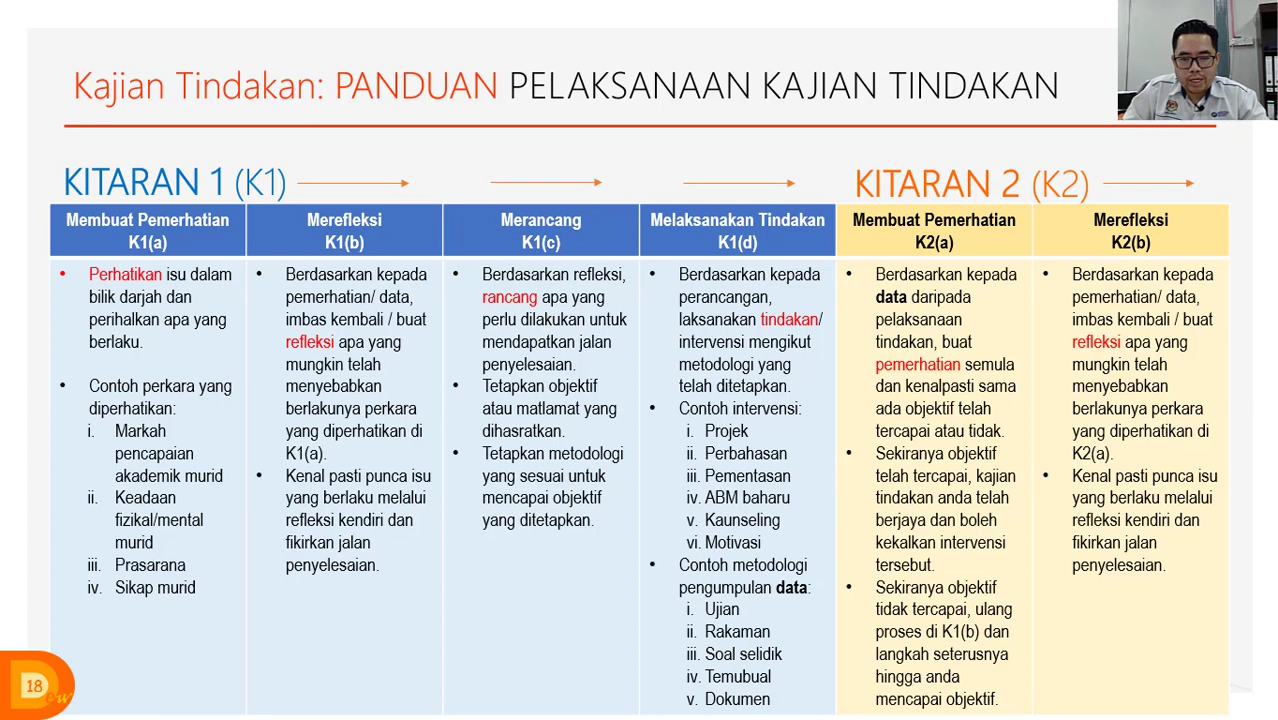 Kajian Tindakan: PANDUAN PELAKSANAAN KAJIAN TINDAKAN
KITARAN 1 (K1)
KITARAN 2 (K2)
Membuat Pemerhatian
K1(a)
• Perhatikan isu dalam
bilik darjah dan
perihalkan apa yang
berlaku.
• Contoh perkara yang
diperhatikan:
i. Markah
pencapaian
akademik murid
ii. Keadaan
fizikal/mental
murid
iii. Prasarana
iv. Sikap murid
Merefleksi
K1(b)
• Berdasarkan kepada
pemerhatian/ data,
imbas kembali / buat
refleksi apa yang
mungkin telah
menyebabkan
berlakunya perkara
yang diperhatikan di
K1(a).
• Kenal pasti punca isu
yang berlaku melalui
refleksi kendiri dan
fikirkan jalan
penyelesaian.
Merancang
K1(c)
• Berdasarkan refleksi,
rancang apa yang
perlu dilakukan untuk
mendapatkan jalan
penyelesaian.
• Tetapkan objektif
atau matlamat yang
dihasratkan.
• Tetapkan metodologi
yang sesuai untuk
mencapai objektif
yang ditetapkan.
Melaksanakan Tindakan
K1(d)
• Berdasarkan kepada
perancangan,
laksanakan tindakan/
intervensi mengikut
metodologi yang
telah ditetapkan.
• Contoh intervensi:
i. Projek
ii. Perbahasan
iii. Pementasan
iv. ABM baharu
v. Kaunseling
vi. Motivasi
• Contoh metodologi
pengumpulan data:
i. Ujian
ii. Rakaman
iii. Soal selidik
iv. Temubual
v. Dokumen
Membuat Pemerhatian
K2(a)
• Berdasarkan kepada
data daripada
pelaksanaan
tindakan, buat
pemerhatian semula
dan kenalpasti sama
ada objektif telah
tercapai atau tidak.
• Sekiranya objektif
telah tercapai, kajian
tindakan anda telah
berjaya dan boleh
kekalkan intervensi
tersebut.
• Sekiranya objektif
tidak tercapai, ulang
proses di K1(b) dan
langkah seterusnya
hingga anda
mencapai objektif.
Merefleksi
K2(b)
• Berdasarkan kepada
pemerhatian/ data,
imbas kembali / buat
refleksi apa yang
mungkin telah
menyebabkan
berlakunya perkara
yang diperhatikan di
K2(a).
• Kenal pasti punca isu
yang berlaku melalui
refleksi kendiri dan
fikirkan jalan
penyelesaian.
18